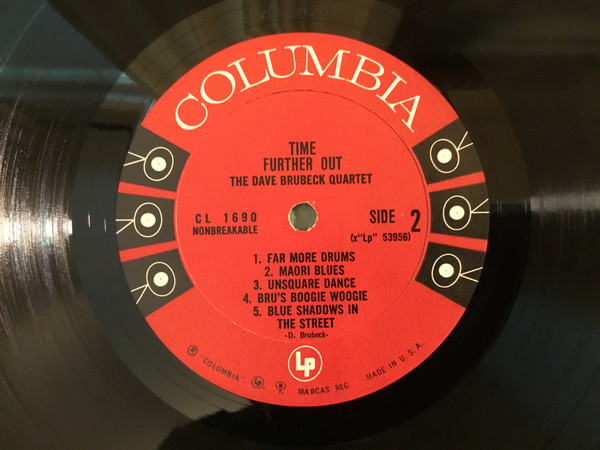 COLUMBIA
TIME
FURTHER OUT
THE DAVE BRUBECK QUARTET
CL 1690
NONBREAKABLE
SIDE 2
(x"Lp" 53956)
1. FAR MORE DRUMS
2. MAORI BLUES
3. UNSQUARE DANCE
4. BRU'S BOOGIE WOOGIE
5. BLUE SHADOWS IN
THE STREET
-D. Brubeck-
Lp
® "COLUMBIA" Lp MARCAS REG. MADE IN U.S.A.